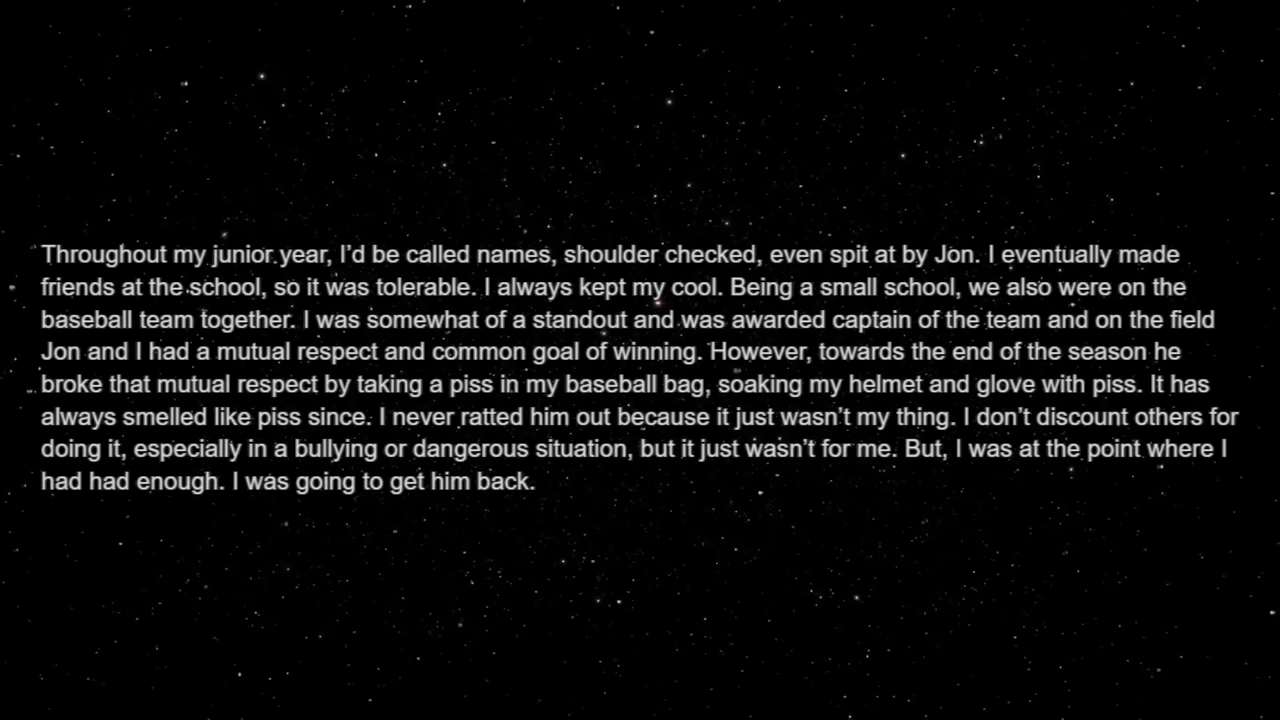 Throughout my junior year, I’d be called names, shoulder checked, even spit at by Jon. I eventually made
friends at the school, so it was tolerable. I always kept my cool. Being a small school, we also were on the
baseball team together. I was somewhat of a standout and was awarded captain of the team and on the field
Jon and I had a mutual respect and common goal of winning. However, towards the end of the season he
broke that mutual respect by taking a piss in my baseball bag, soaking my helmet and glove with piss. It has
always smelled like piss since. I never ratted him out because it just wasn’t my thing. I don’t discount others for
doing it, especially in a bullying or dangerous situation, but it just wasn’t for me. But, I was at the point where I
had had enough. I was going to get him back.